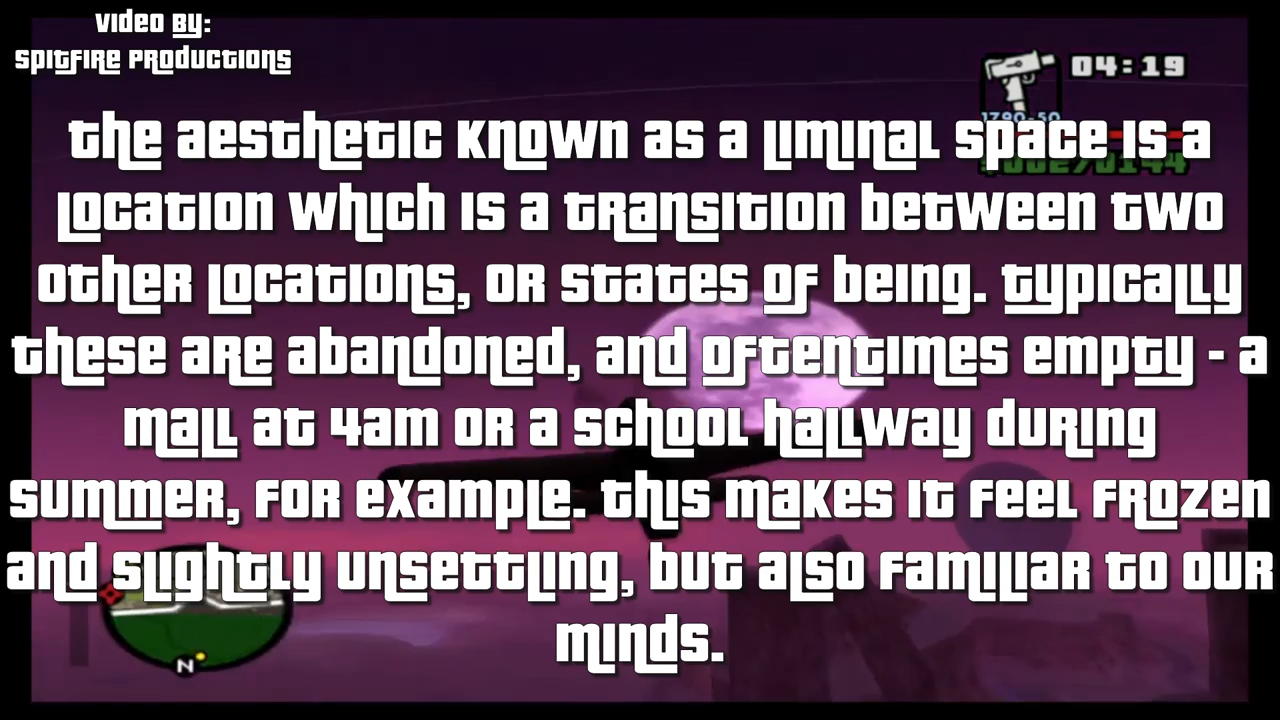 Video By:
Spitfire Productions
04:19
The aesthetic known as a liminal space is a
location which is a transition between two
other locations, or states of being. Typically
these are abandoned, and oftentimes empty - a
mall at 4am or a school hallway during
summer, for example. This makes it feel frozen
and slightly unsettling, but also familiar to our
minds.
N